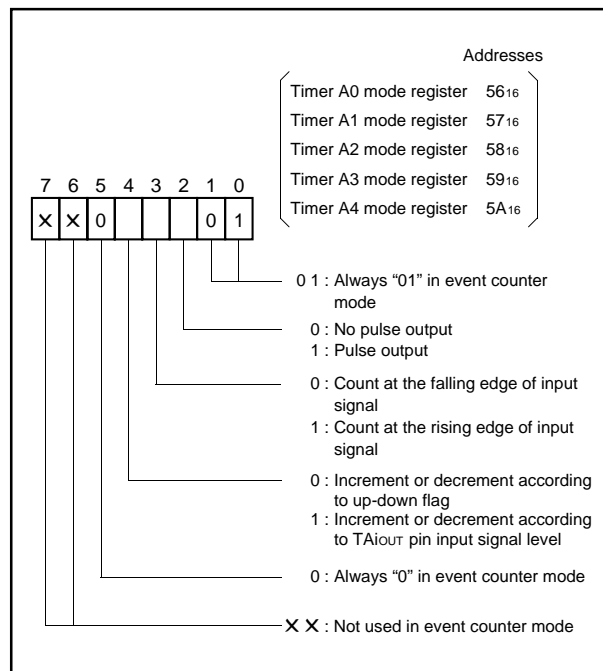 Addresses
Timer A0 mode register 5616
Timer A1 mode register 5716
Timer A2 mode register 5816
Timer A3 mode register 5916
Timer A4 mode register 5A16
7 6 5 4 3 2 1 0
× × 0 0 1
0 1 : Always “01” in event counter
mode
0 : No pulse output
1 : Pulse output
0 : Count at the falling edge of input
signal
1 : Count at the rising edge of input
signal
0 : Increment or decrement according
to up-down flag
1 : Increment or decrement according
to TAiOUT pin input signal level
0 : Always “0” in event counter mode
× × : Not used in event counter mode